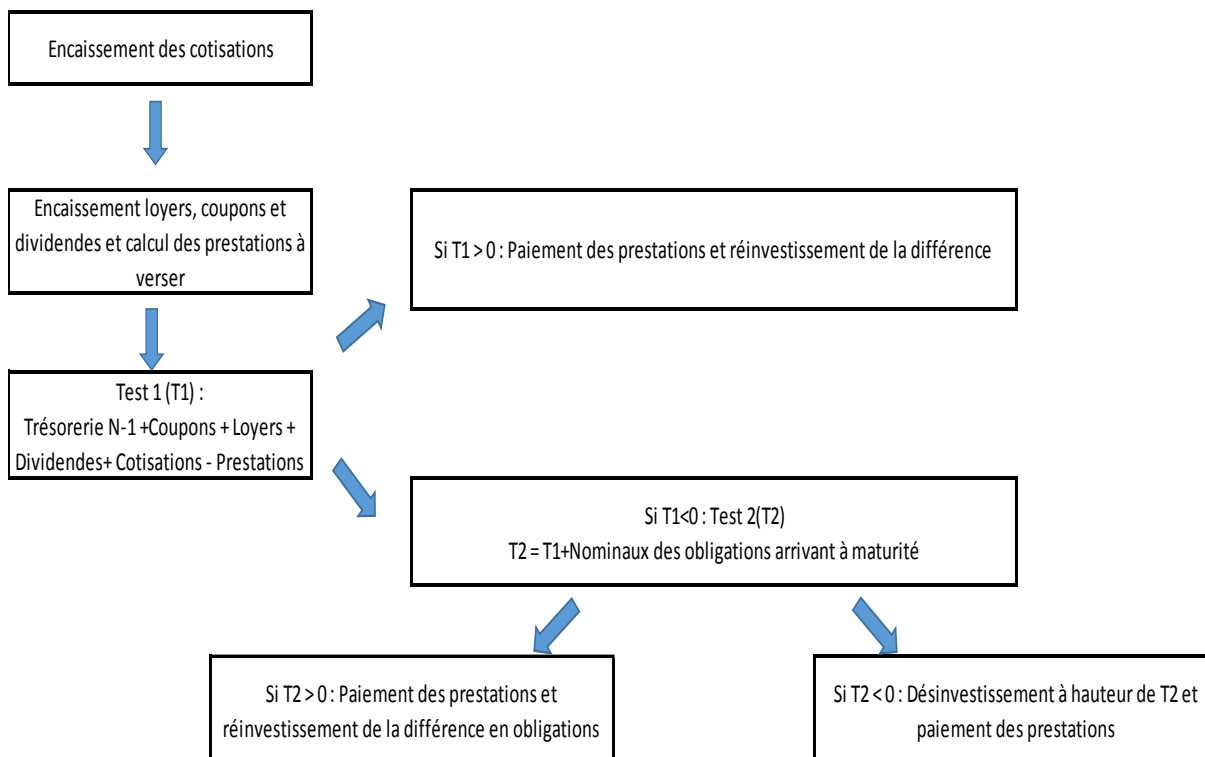 Encaissement des cotisations
Encaissement loyers, coupons et
dividendes et calcul des prestations à
verser
Si T1 > 0 : Paiement des prestations et réinvestissement de la différence
Test 1 (T1) :
Trésorerie N-1 +Coupons + Loyers +
Dividendes+ Cotisations - Prestations
Si T1<0 : Test 2(T2)
T2 = T1+Nominaux des obligations arrivant à maturité
Si T2 > 0 : Paiement des prestations et
réinvestissement de la différence en obligations
Si T2 < 0 : Désinvestissement à hauteur de T2 et
paiement des prestations